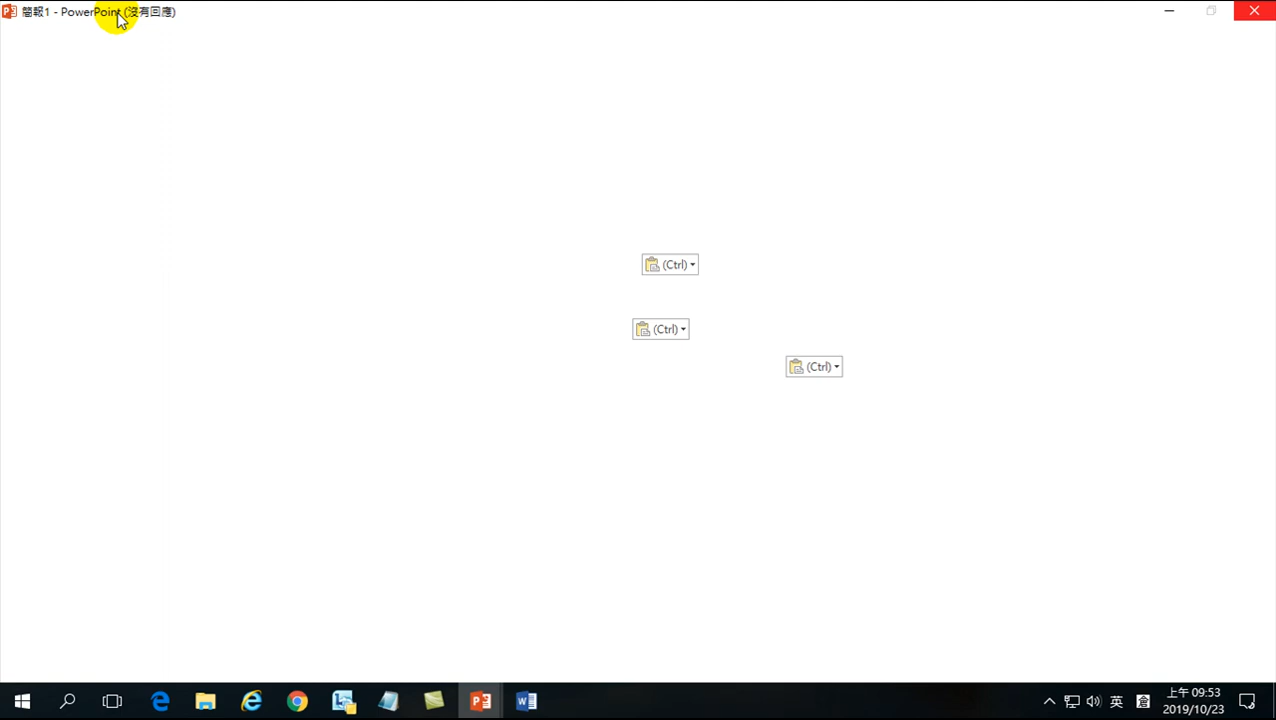 簡報1 - PowerPoint (沒有回應)
(Ctrl)
(Ctrl)
(Ctrl)
英
倉
上午 09:53
2019/10/23